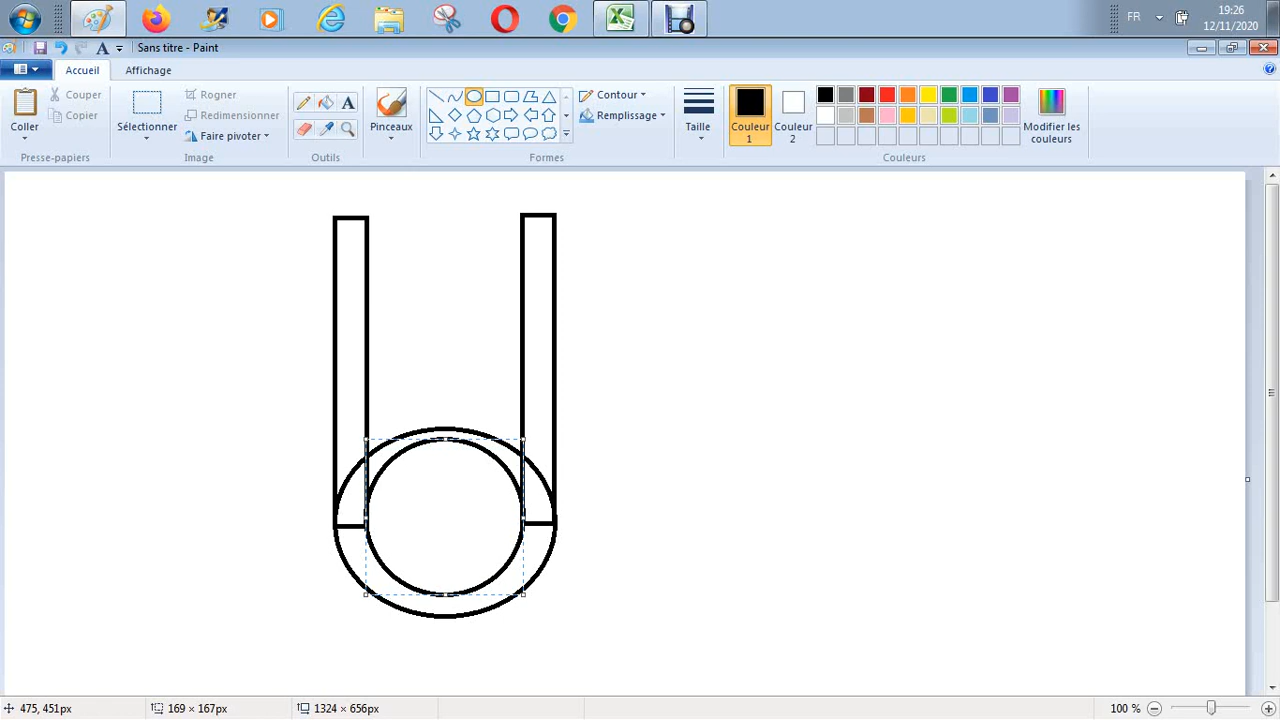 FR
19:26
12/11/2020
Sans titre - Paint
Accueil
Affichage
Coller
Couper
Copier
Presse-papiers
Sélectionner
Rogner
Redimensionner
Faire pivoter
Image
A
Outils
Pinceaux
Formes
Contour
Remplissage
Taille
Couleur 1
Couleur 2
Modifier les couleurs
Couleurs
475, 451px
169 × 167px
1324 × 656px
100 %